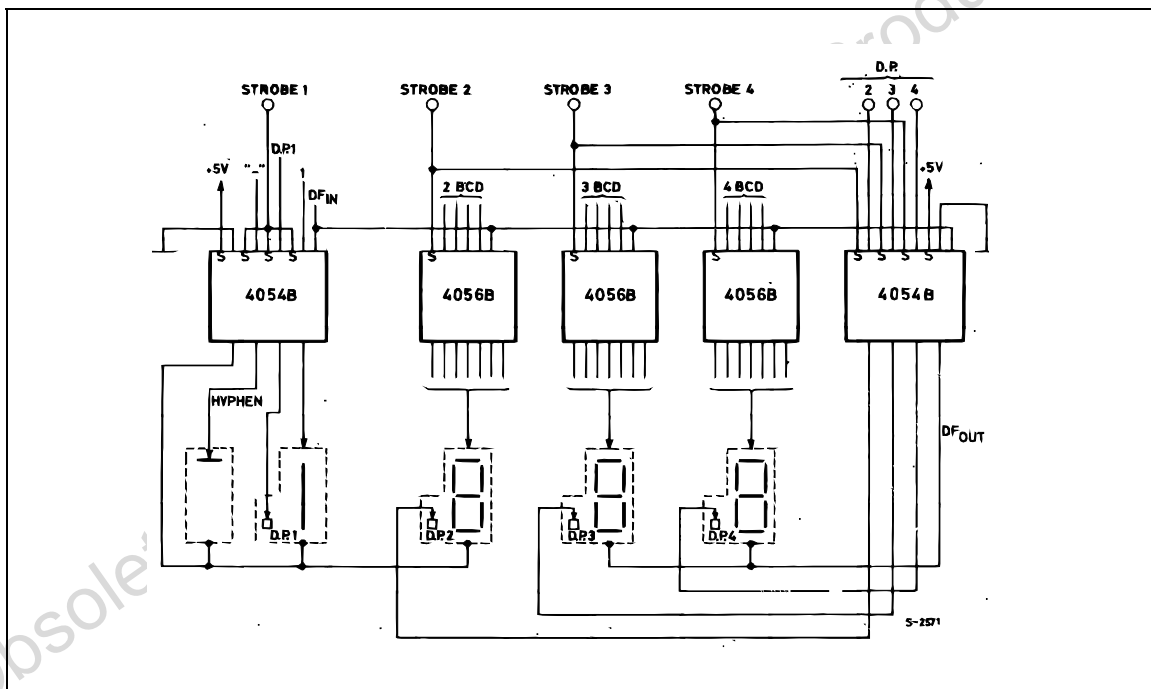 D.P.
STROBE 1 STROBE 2 STROBE 3 STROBE 4 2 3 4
D.P.1
+5V "-" 1 2 BCD 3 BCD 4 BCD +5V
DF IN
S S S S S S S S S S S
4054B 4056B 4056B 4056B 4054B
HYPHEN
DF OUT
D.P.1 D.P.2 D.P.3 D.P.4
S-2571
Obsolete